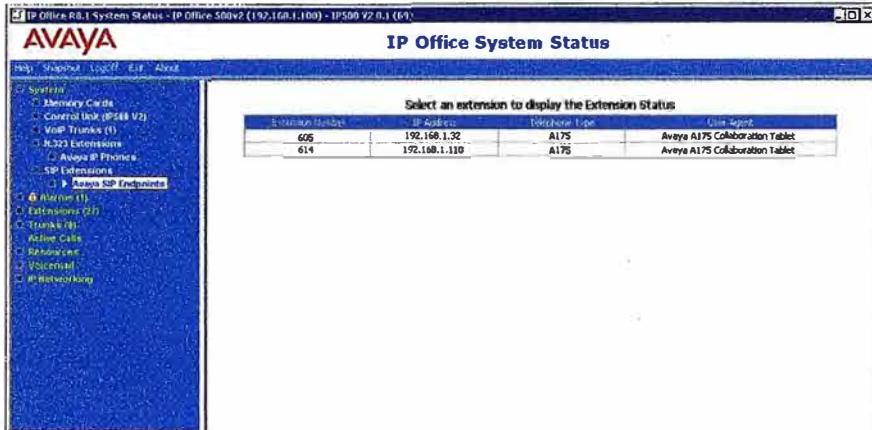 IP Office R8.1 System Status - IP Office 500v2 (192.168.1.100) - IP500 V2 8.1 (69)
AVAYA
IP Office System Status
Help Snapshot LogOff Exit About
System
Memory Cards
Control Unit (IP500 V2)
VoIP Trunks (1)
H.323 Extensions
Avaya IP Phones
SIP Extensions
Avaya SIP Endpoints
Alarms (1)
Extensions (27)
Trunks (8)
Active Calls
Resources
Voicemail
IP Networking
Select an extension to display the Extension Status
Extension Number IP Address Telephone Type User Agent
605 192.168.1.32 A175 Avaya A175 Collaboration Tablet
614 192.168.1.110 A175 Avaya A175 Collaboration Tablet